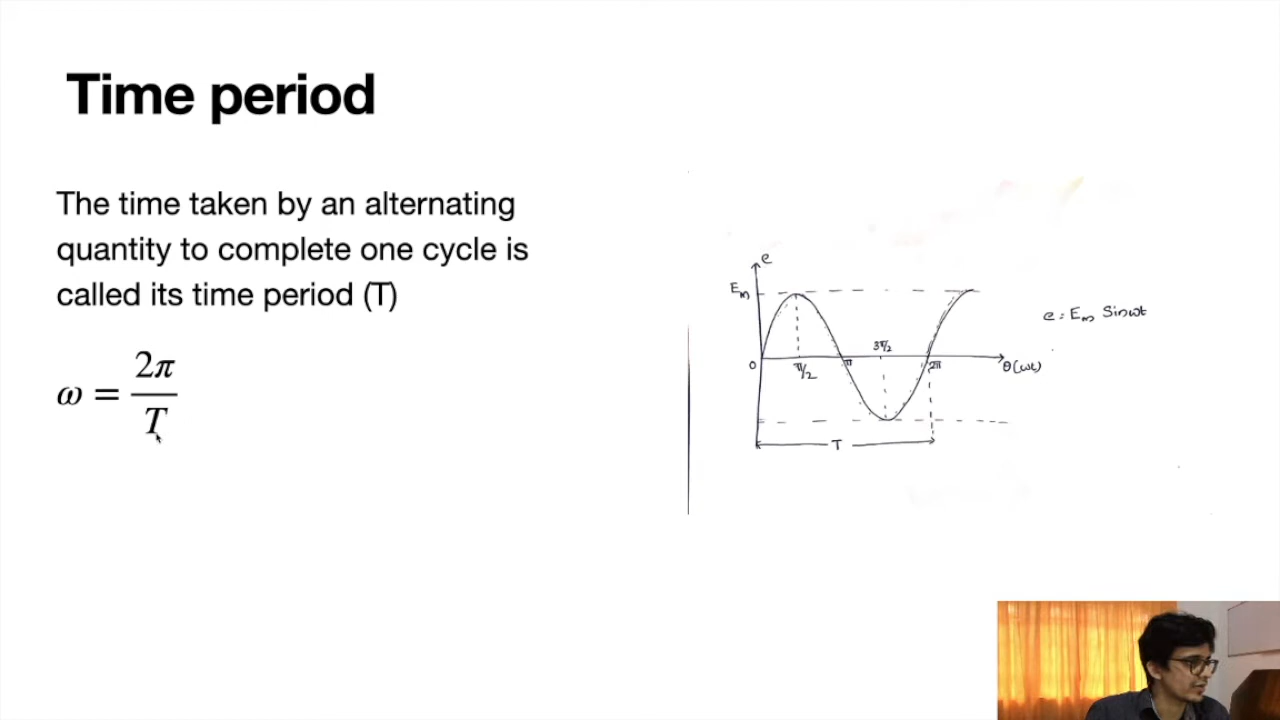 Time period
The time taken by an alternating
quantity to complete one cycle is
called its time period (T)
ω = 2π/T
e
Em
e = Em Sinωt
3π/2
0
π/2
π
2π
θ(ωt)
T